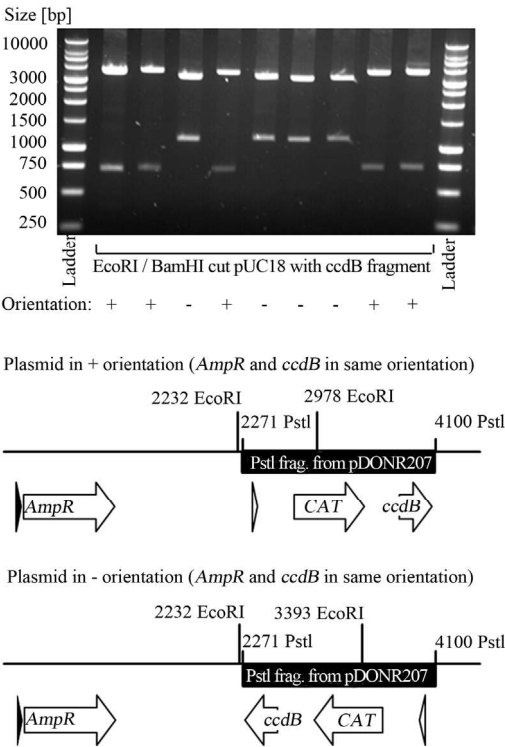 Size [bp]
10000
3000
2000
1500
1000
750
500
250
Ladder
Ladder
EcoRI / BamHI cut pUC18 with ccdB fragment
Orientation: + + - + - - - + +
Plasmid in + orientation (AmpR and ccdB in same orientation)
2232 EcoRI 2978 EcoRI
2271 PstI 4100 PstI
PstI frag. from pDONR207
AmpR CAT ccdB
Plasmid in - orientation (AmpR and ccdB in same orientation)
2232 EcoRI 3393 EcoRI
2271 PstI 4100 PstI
PstI frag. from pDONR207
AmpR ccdB CAT